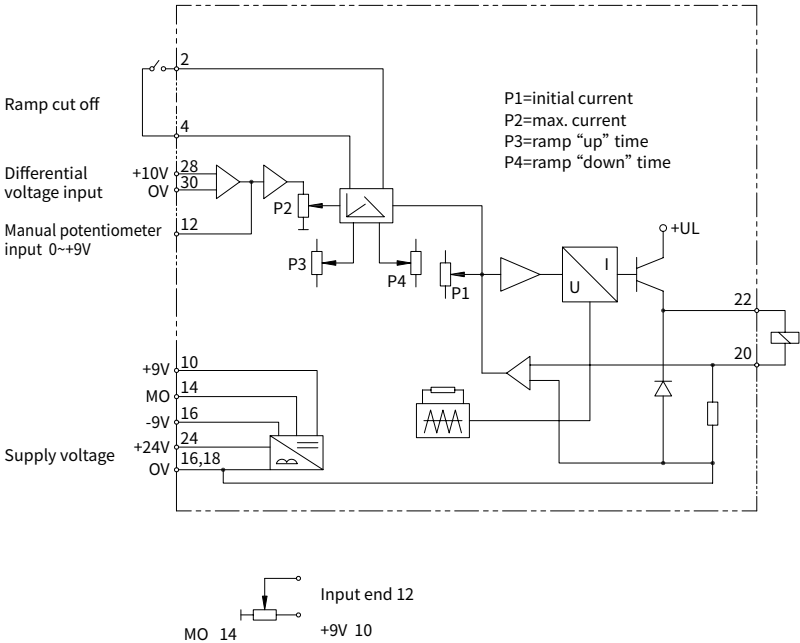 2
Ramp cut off
4
P1=initial current
P2=max. current
P3=ramp “up” time
P4=ramp “down” time
Differential
voltage input
+10V 28
OV 30
Manual potentiometer
input 0~+9V
12
P2
P3
P4
P1
I
U
+UL
22
20
+9V 10
MO 14
-9V 16
+24V 24
Supply voltage
OV 16,18
Input end 12
MO 14
+9V 10